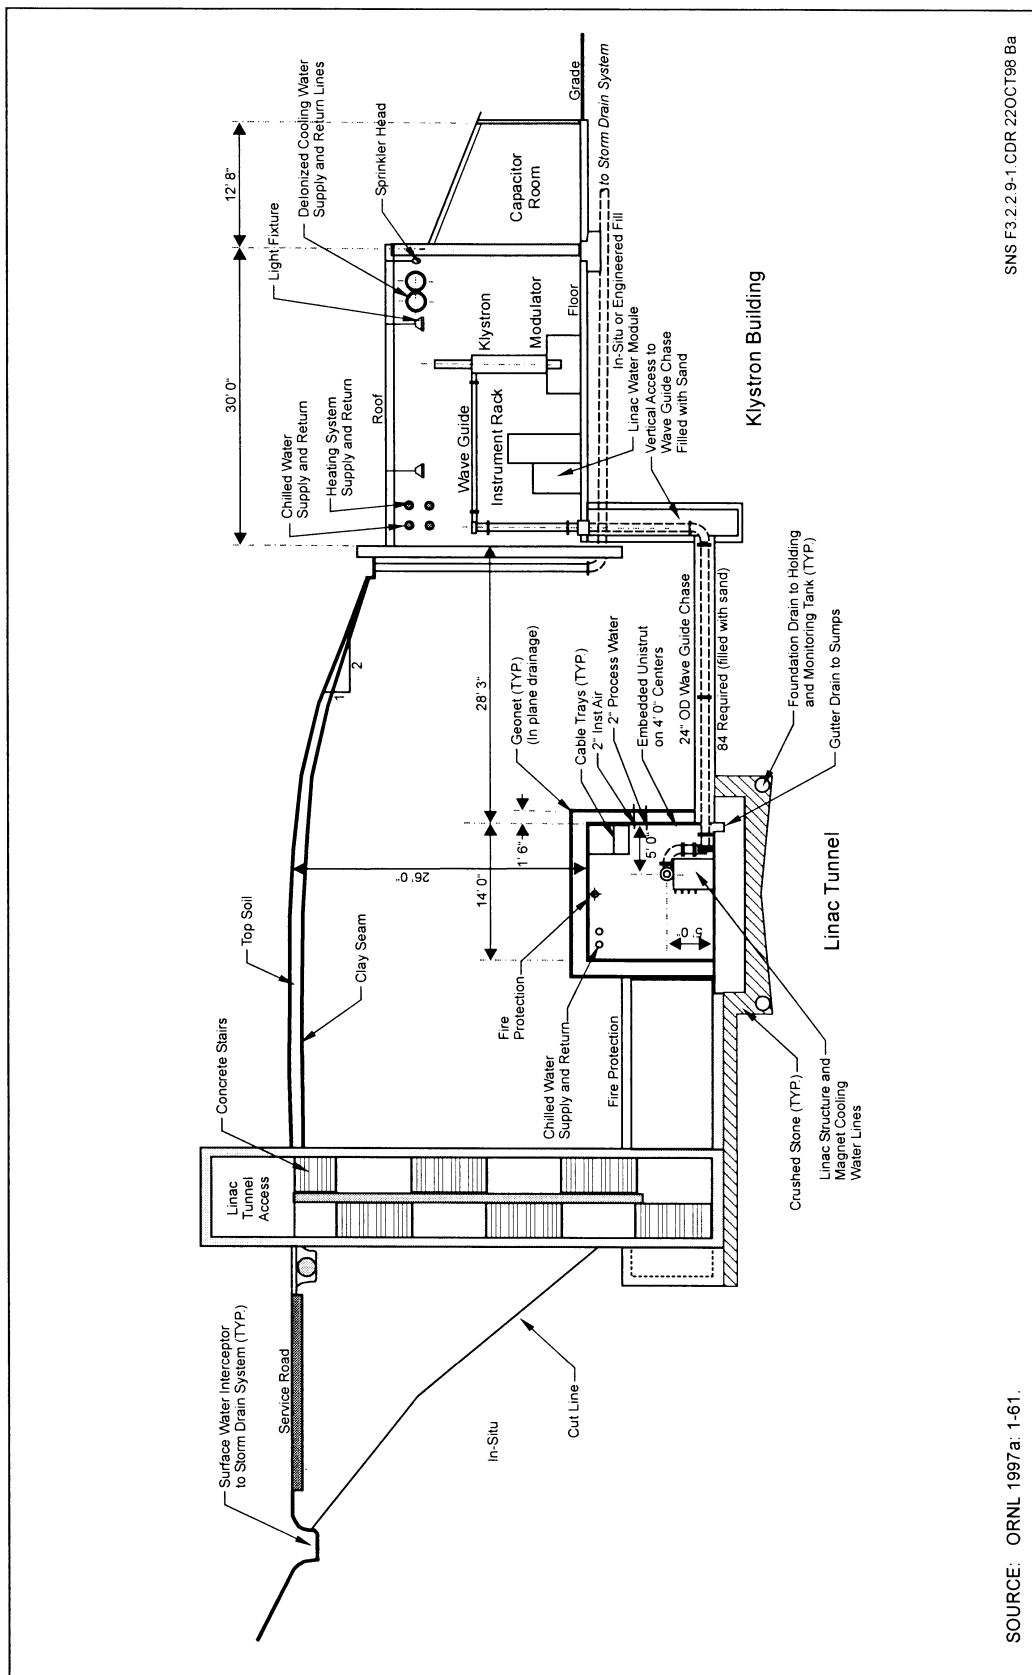 Surface Water Interceptor
to Storm Drain System (TYP.)
Service Road
In-Situ
Cut Line
Linac
Tunnel
Access
Concrete Stairs
Top Soil
Clay Seam
26' 0"
14' 0"
1' 6"
28' 3"
30' 0"
12' 8"
1
2
Fire
Protection
Chilled Water
Supply and Return
Fire Protection
Geonet (TYP.)
(In plane drainage)
Cable Trays (TYP.)
2" Inst Air
2" Process Water
Embedded Unistrut
on 4' 0" Centers
5' 0"
5' 0"
24" OD Wave Guide Chase
84 Required (filled with sand)
Chilled Water
Supply and Return
Heating System
Supply and Return
Light Fixture
Delonized Cooling Water
Supply and Return Lines
Sprinkler Head
Roof
Wave Guide
Klystron
Instrument Rack
Modulator
Floor
Capacitor
Room
Grade
to Storm Drain System
In-Situ or Engineered Fill
Linac Water Module
Vertical Access to
Wave Guide Chase
Filled with Sand
Foundation Drain to Holding
and Monitoring Tank (TYP.)
Gutter Drain to Sumps
Crushed Stone (TYP.)
Linac Structure and
Magnet Cooling
Water Lines
Linac Tunnel
Klystron Building
SOURCE: ORNL 1997a: 1-61.
SNS F3.2.2.9-1.CDR 22OCT98 Ba